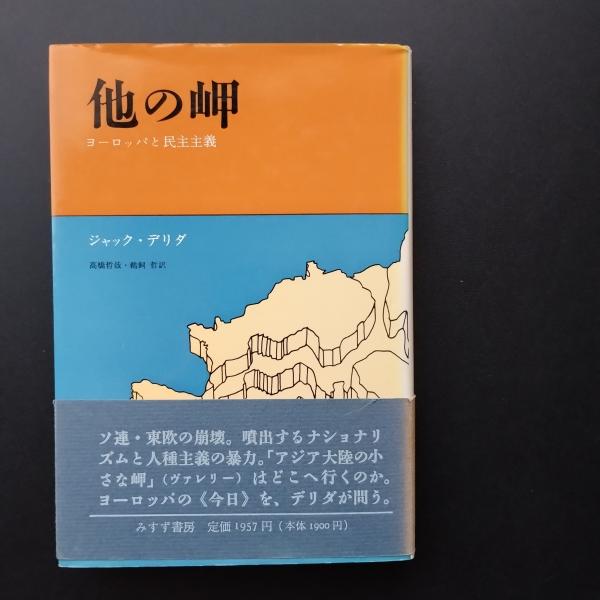 他の岬
ヨーロッパと民主主義
ジャック・デリダ
高橋哲哉・鵜飼 哲訳
ソ連・東欧の崩壊。噴出するナショナリ
ズムと人種主義の暴力。「アジア大陸の小
さな岬」(ヴァレリー) はどこへ行くのか。
ヨーロッパの《今日》を、デリダが問う。
みすず書房 定価1957円(本体1900円)